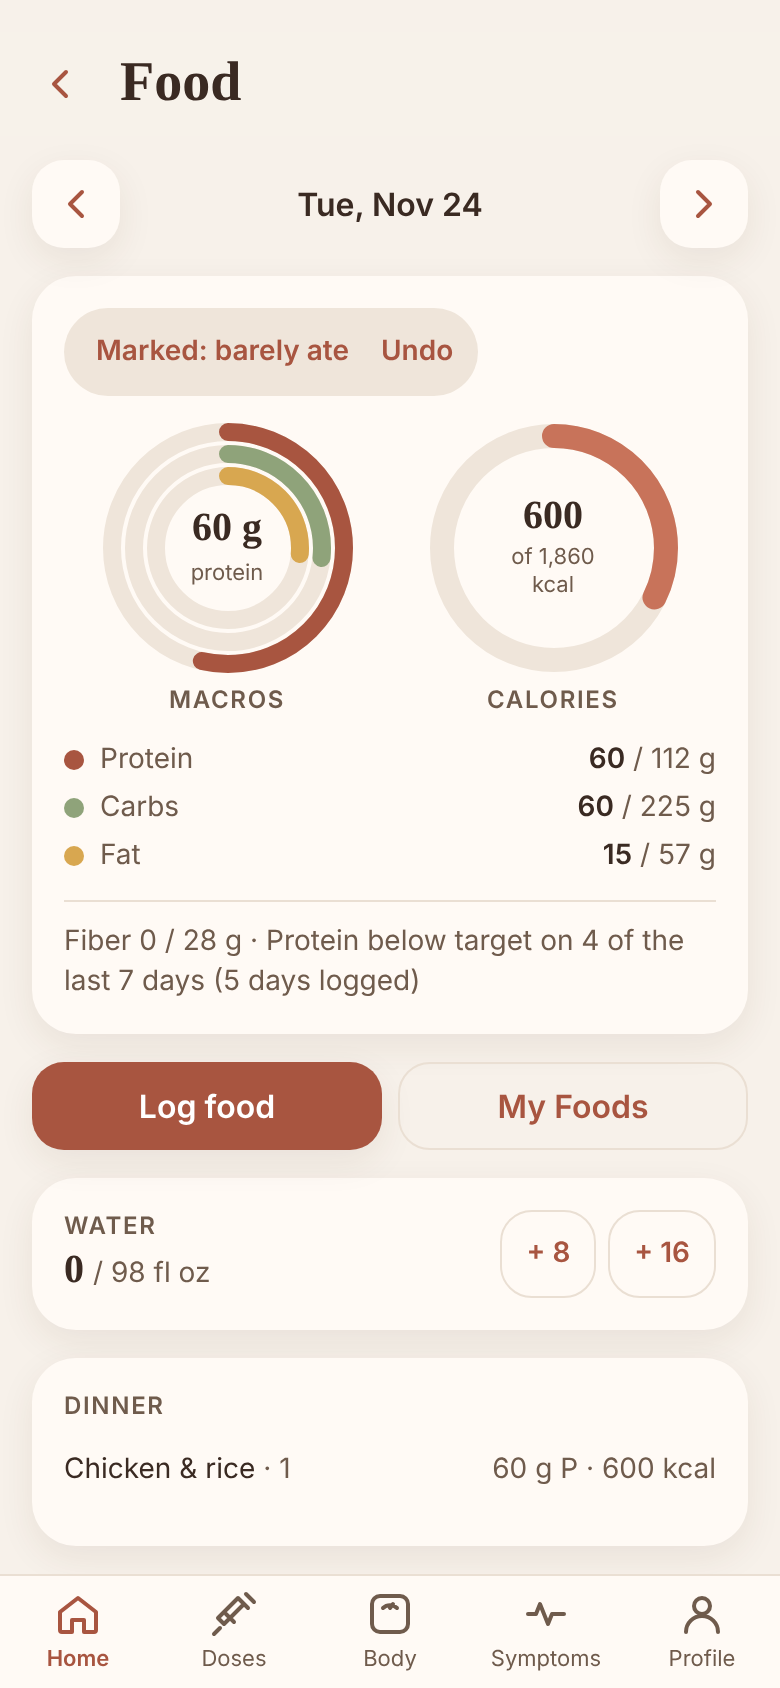 Food
Tue, Nov 24
Marked: barely ate Undo
60 g
protein
600
of 1,860
kcal
MACROS
CALORIES
Protein 60 / 112 g
Carbs 60 / 225 g
Fat 15 / 57 g
Fiber 0 / 28 g · Protein below target on 4 of the
last 7 days (5 days logged)
Log food
My Foods
WATER
0 / 98 fl oz
+ 8
+ 16
DINNER
Chicken & rice · 1 60 g P · 600 kcal
Home
Doses
Body
Symptoms
Profile